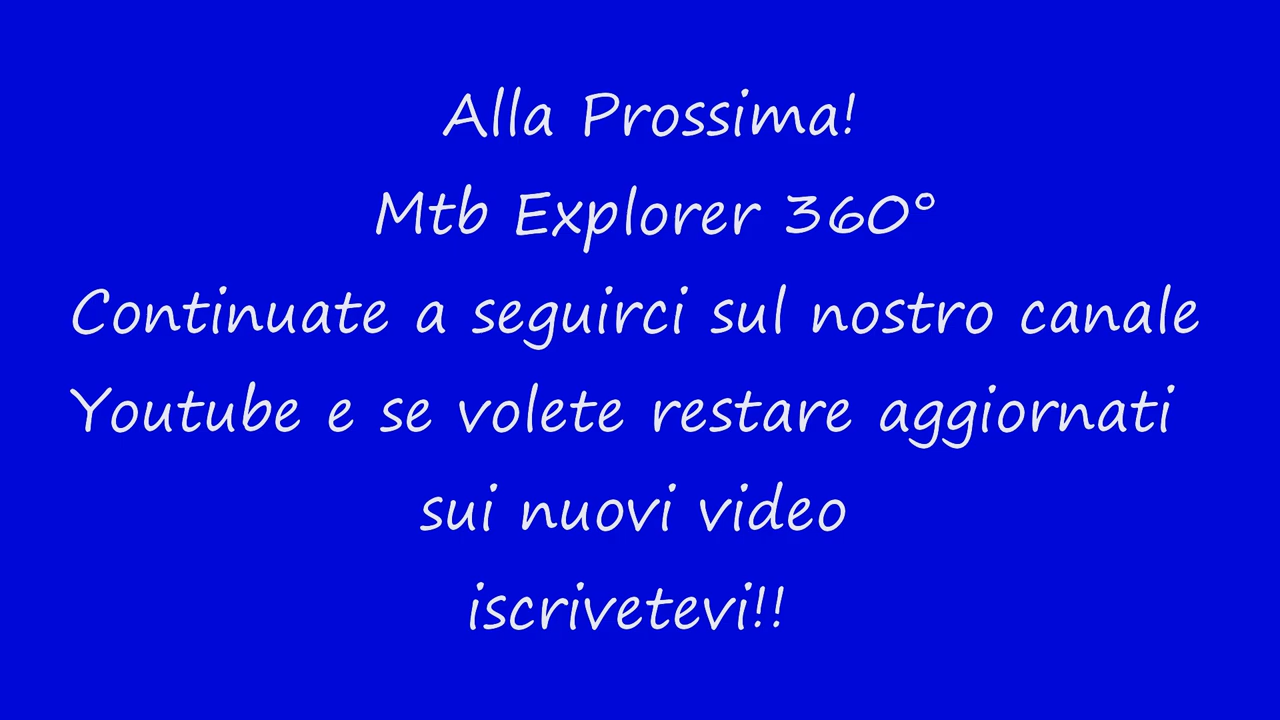 Alla Prossima!
Mtb Explorer 360°
Continuate a seguirci sul nostro canale
Youtube e se volete restare aggiornati
sui nuovi video
iscrivetevi!!